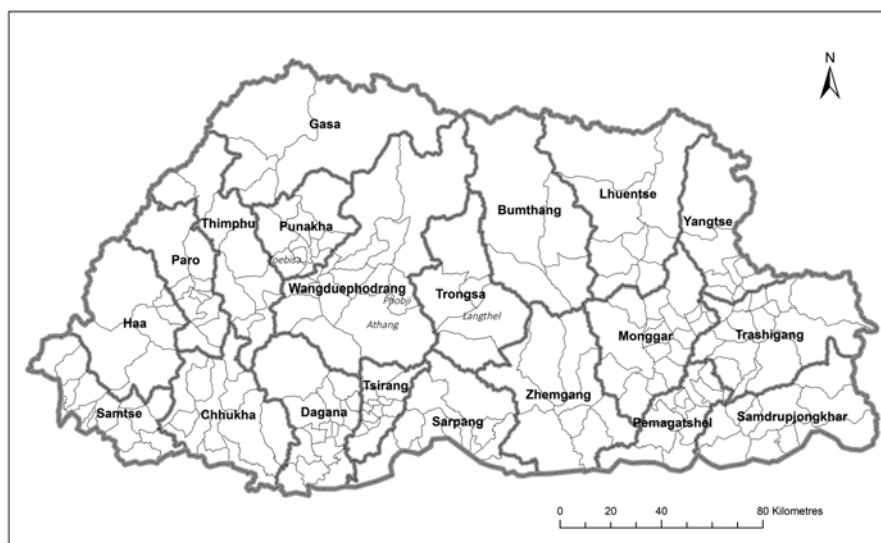 N
Gasa
Lhuentse
Bumthang
Yangtse
Thimphu
Punakha
Toebisa
Paro
Wangduephodrang
Phobji
Trongsa
Langthel
Athang
Haa
Monggar
Trashigang
Tsirang
Zhemgang
Samtse
Chhukha
Dagana
Sarpang
Pemagatshel
Samdrupjongkhar
0 20 40 80 Kilometres